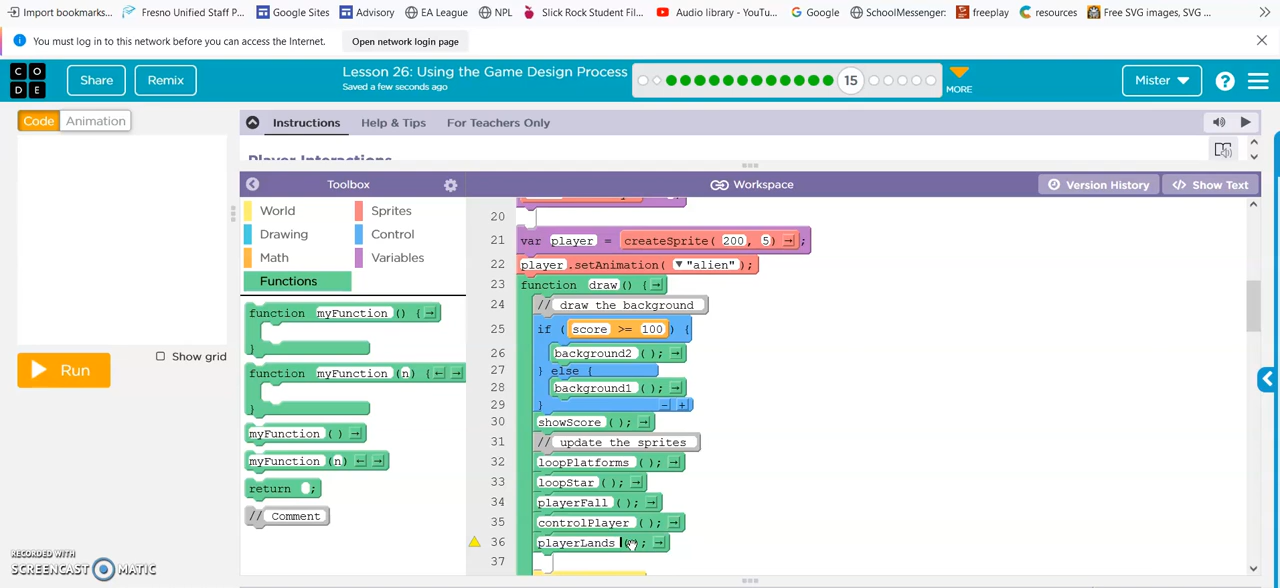 Import bookmarks... Fresno Unified Staff P... Google Sites Advisory EA League NPL Slick Rock Student Fil... Audio library - YouTu... Google SchoolMessenger: freeplay resources Free SVG images, SVG ...
You must log in to this network before you can access the Internet. Open network login page
C O D E Share Remix Lesson 26: Using the Game Design Process 15 MORE Mister ?
Saved a few seconds ago
Code Animation Instructions Help & Tips For Teachers Only
Player Interactions
Toolbox Workspace Version History </> Show Text
World Sprites
Drawing Control
Math Variables
Functions
function myFunction () {
}
function myFunction (n) {
}
myFunction ()
myFunction (n)
return ;
// Comment
20
21 var player = createSprite( 200, 5) ;
22 player .setAnimation( "alien");
23 function draw () {
24 // draw the background
25 if ( score >= 100 ) {
26 background2 ();
27 } else {
28 background1 ();
29 } - +
30 showScore ();
31 // update the sprites
32 loopPlatforms ();
33 loopStar ();
34 playerFall ();
35 controlPlayer ();
36 playerLands ();
37
Run Show grid
RECORDED WITH
SCREENCAST MATIC